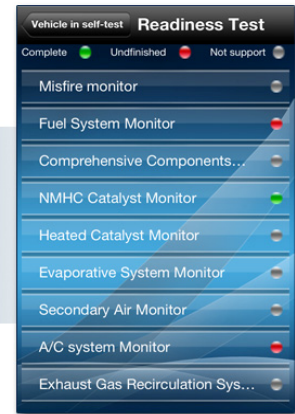 Vehicle in self-test Readiness Test
Complete Undfinished Not support
Misfire monitor
Fuel System Monitor
Comprehensive Components...
NMHC Catalyst Monitor
Heated Catalyst Monitor
Evaporative System Monitor
Secondary Air Monitor
A/C system Monitor
Exhaust Gas Recirculation Sys...